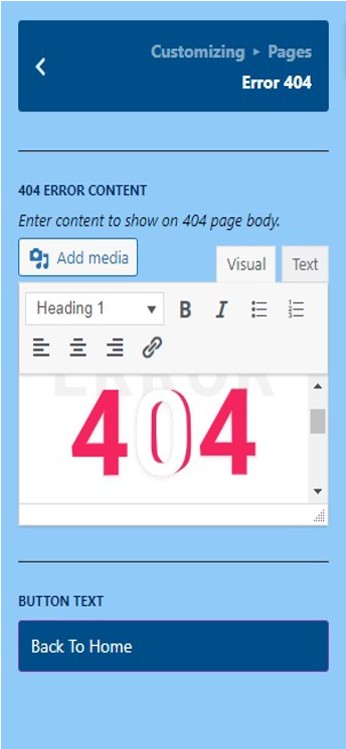 Customizing ▸ Pages
Error 404
404 ERROR CONTENT
Enter content to show on 404 page body.
Add media
Visual Text
Heading 1
B I
ERROR
404
BUTTON TEXT
Back To Home